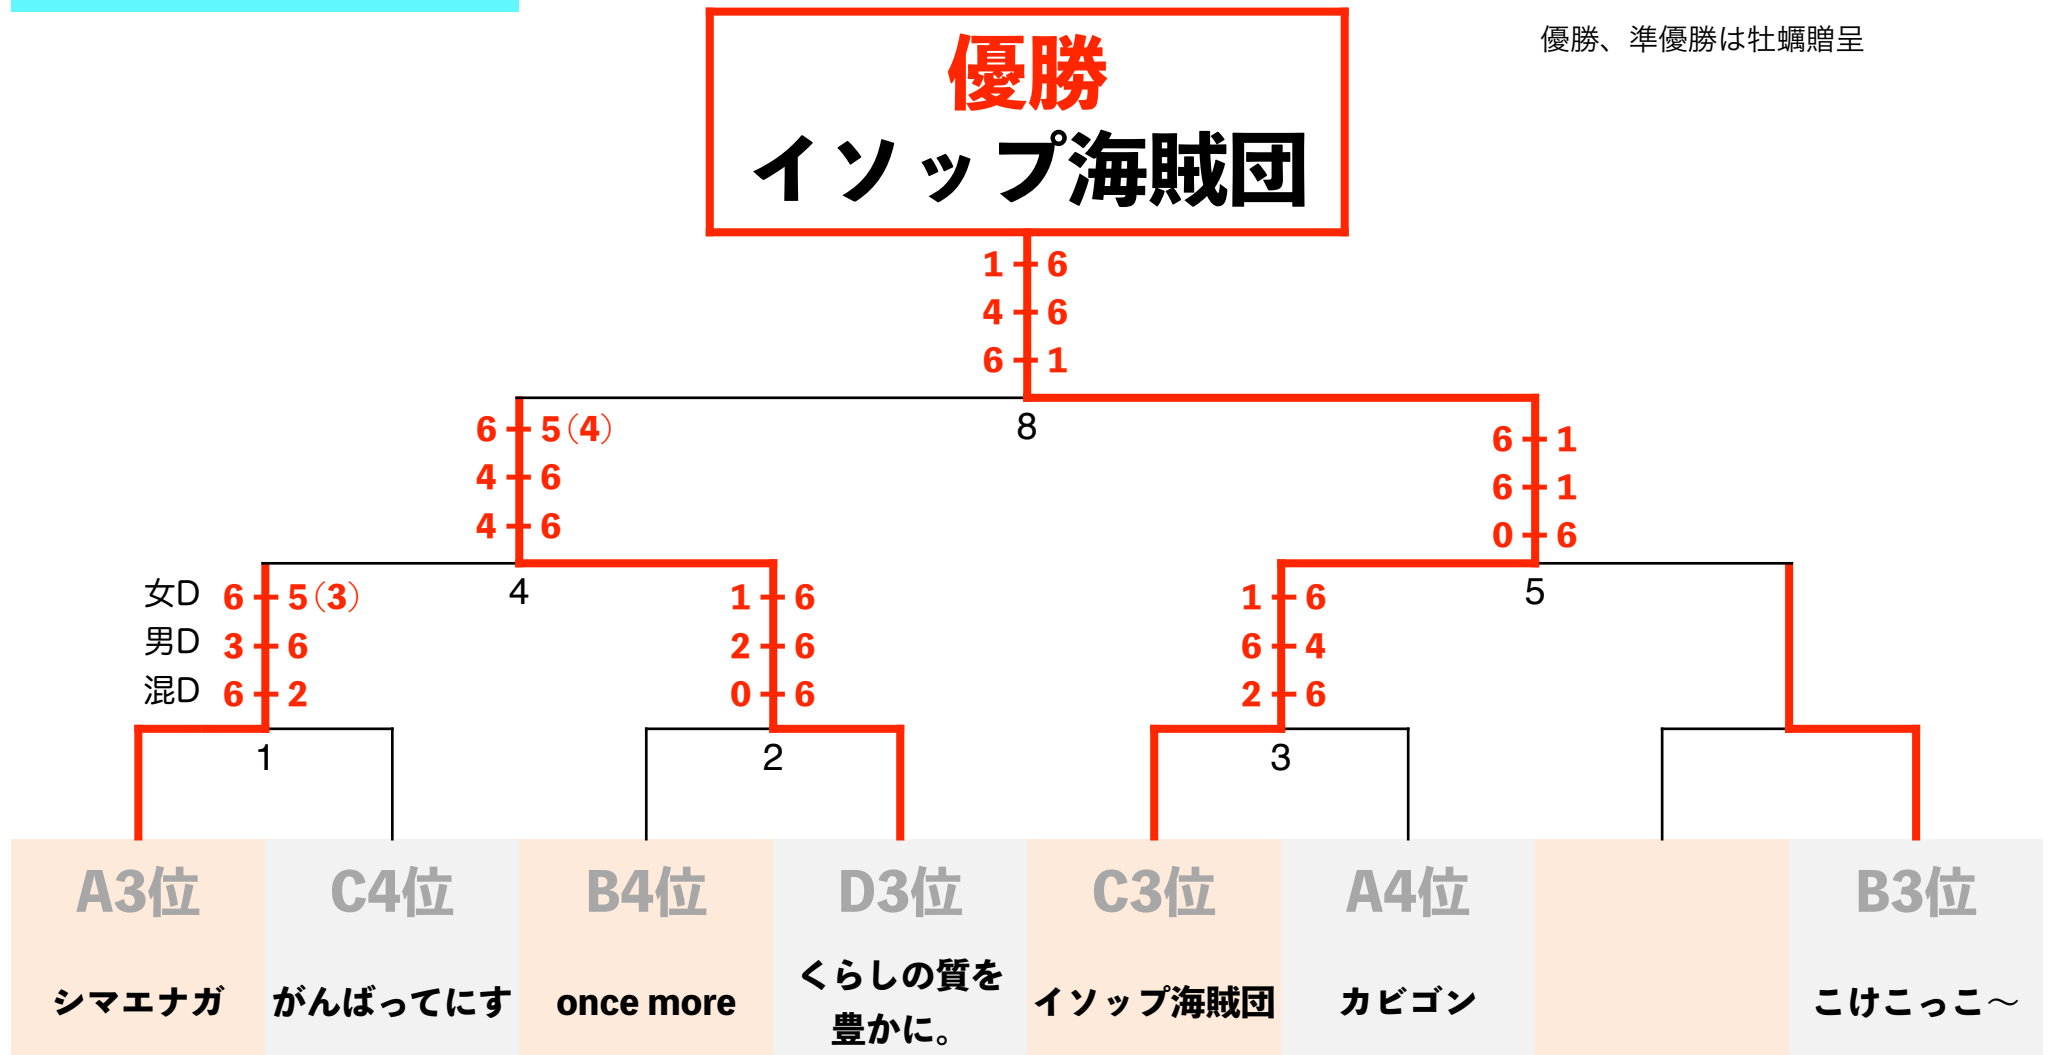 優勝、準優勝は牡蠣贈呈
優勝
イソップ海賊団
1 6
4 6
6 1
8
6 5(4)
4 6
4 6
6 1
6 1
0 6
4
5
女D 6 5(3)
男D 3 6
混D 6 2
1 6
2 6
0 6
1 6
6 4
2 6
1
2
3
A3位
C4位
B4位
D3位
C3位
A4位
B3位
シマエナガ
がんばってにす
once more
くらしの質を
豊かに。
イソップ海賊団
カビゴン
こけこっこ〜